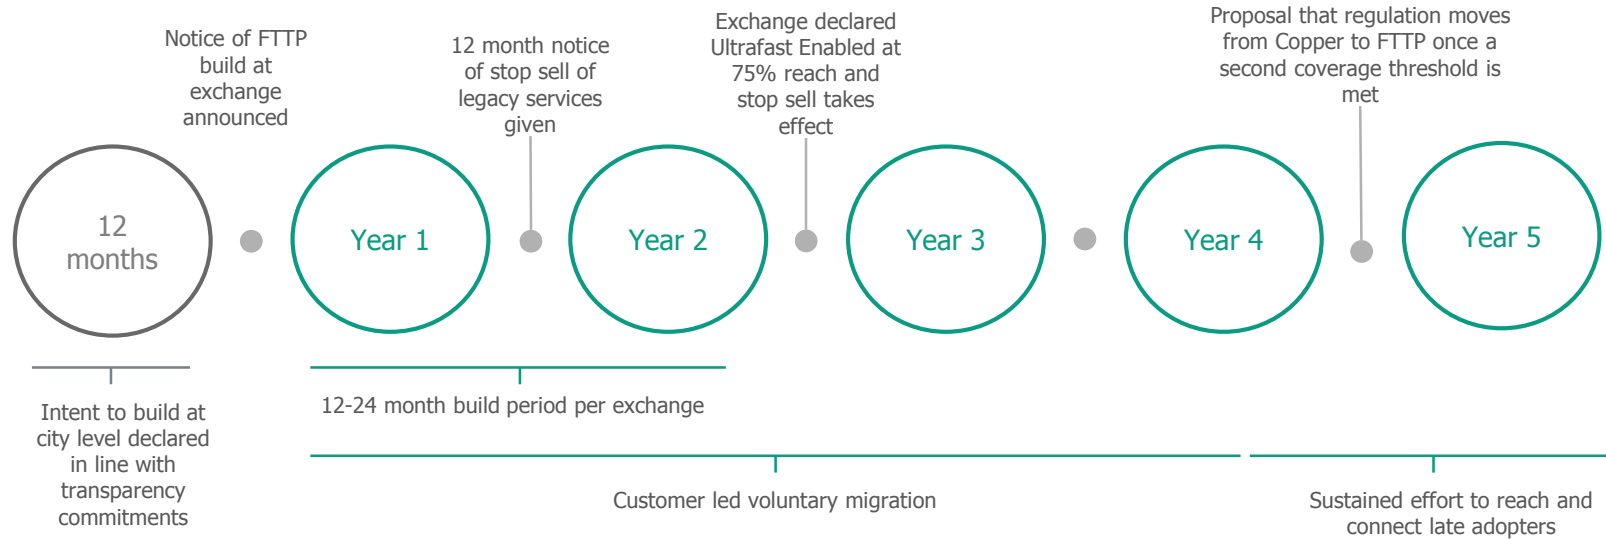 Notice of FTTP
build at
exchange
announced
12 month notice
of stop sell of
legacy services
given
Exchange declared
Ultrafast Enabled at
75% reach and
stop sell takes
effect
Proposal that regulation moves
from Copper to FTTP once a
second coverage threshold is
met
12
months
Year 1
Year 2
Year 3
Year 4
Year 5
Intent to build at
city level declared
in line with
transparency
commitments
12-24 month build period per exchange
Customer led voluntary migration
Sustained effort to reach and
connect late adopters